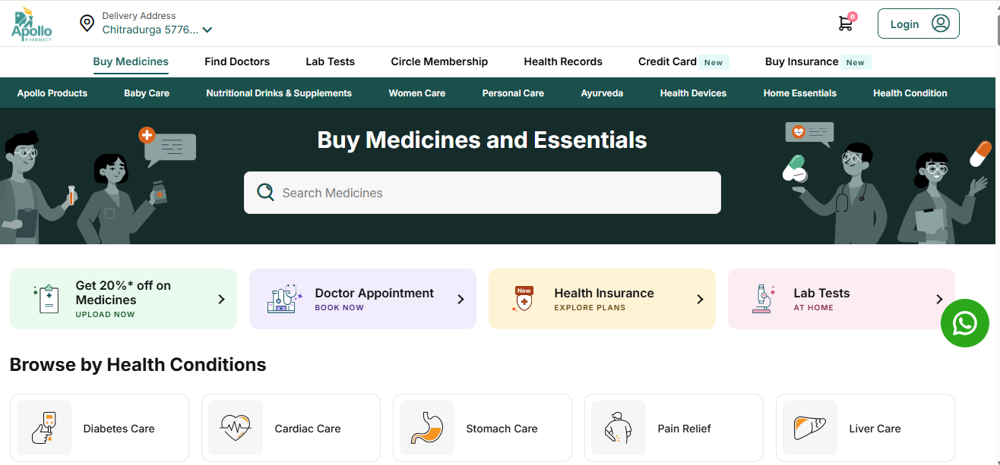 Apollo
PHARMACY
Delivery Address
Chitradurga 5776...
0
Login
Buy Medicines
Find Doctors
Lab Tests
Circle Membership
Health Records
Credit Card New
Buy Insurance New
Apollo Products
Baby Care
Nutritional Drinks & Supplements
Women Care
Personal Care
Ayurveda
Health Devices
Home Essentials
Health Condition
Buy Medicines and Essentials
Search Medicines
Get 20%* off on
Medicines
UPLOAD NOW
Doctor Appointment
BOOK NOW
New
Health Insurance
EXPLORE PLANS
Lab Tests
AT HOME
Browse by Health Conditions
Diabetes Care
Cardiac Care
Stomach Care
Pain Relief
Liver Care